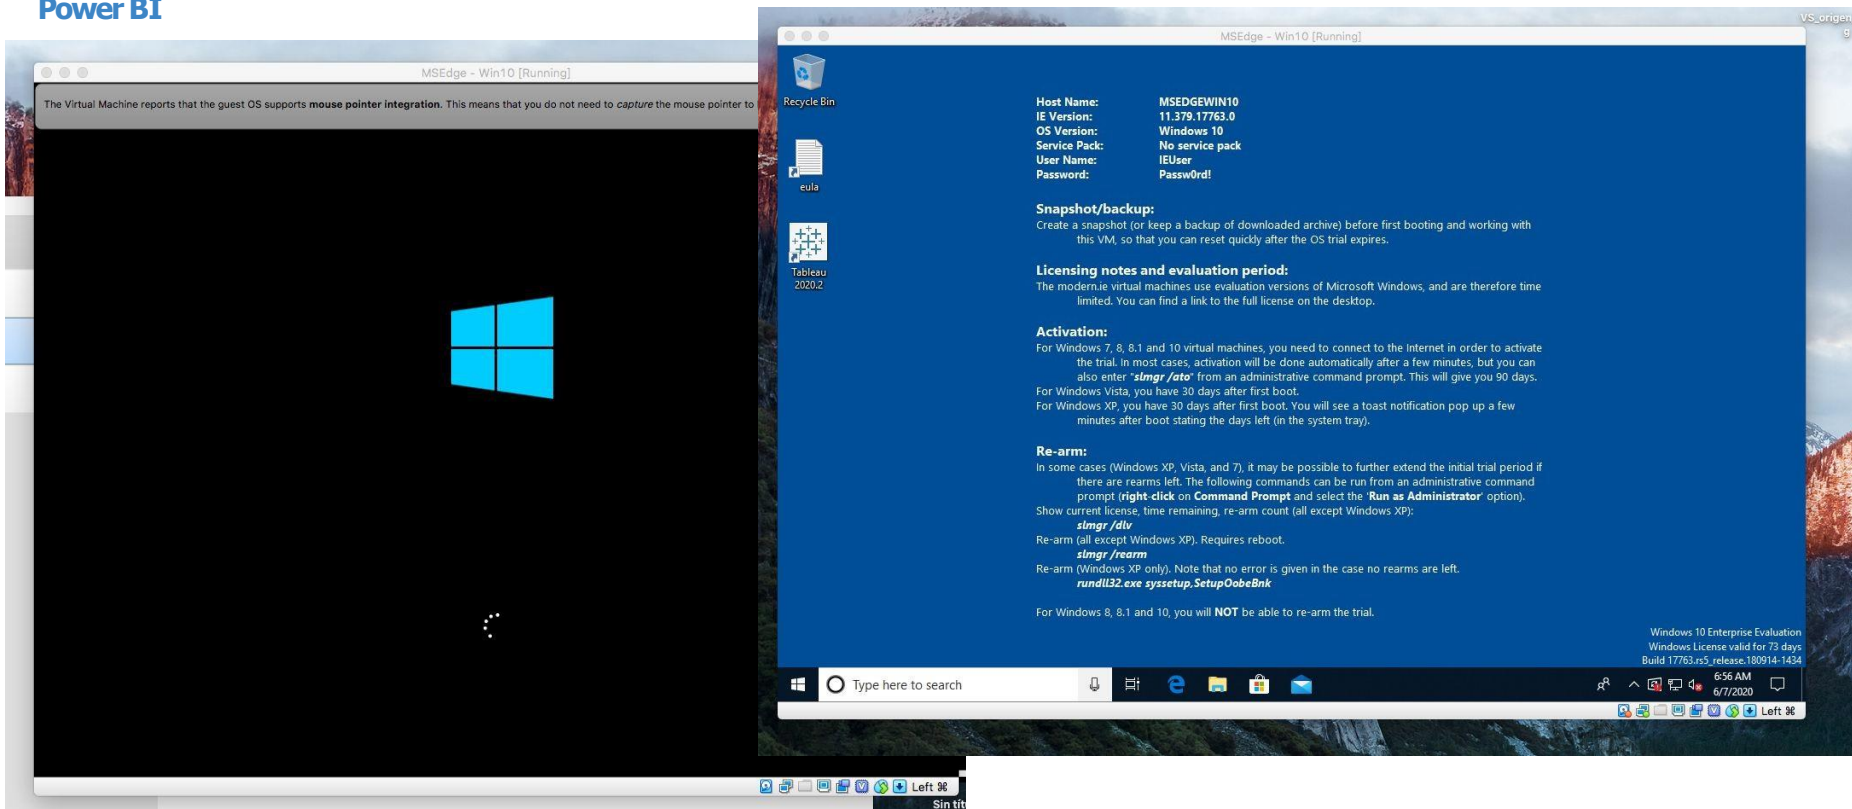 Power BI
MSEdge - Win10 [Running]
The Virtual Machine reports that the guest OS supports mouse pointer integration. This means that you do not need to capture the mouse pointer to
Left ⌘
Sin tít
VS_origen
g
MSEdge - Win10 [Running]
Recycle Bin
eula
Tableau
2020.2
Host Name: MSEDGEWIN10
IE Version: 11.379.17763.0
OS Version: Windows 10
Service Pack: No service pack
User Name: IEUser
Password: Passw0rd!
Snapshot/backup:
Create a snapshot (or keep a backup of downloaded archive) before first booting and working with
this VM, so that you can reset quickly after the OS trial expires.
Licensing notes and evaluation period:
The modern.ie virtual machines use evaluation versions of Microsoft Windows, and are therefore time
limited. You can find a link to the full license on the desktop.
Activation:
For Windows 7, 8, 8.1 and 10 virtual machines, you need to connect to the Internet in order to activate
the trial. In most cases, activation will be done automatically after a few minutes, but you can
also enter "slmgr /ato" from an administrative command prompt. This will give you 90 days.
For Windows Vista, you have 30 days after first boot.
For Windows XP, you have 30 days after first boot. You will see a toast notification pop up a few
minutes after boot stating the days left (in the system tray).
Re-arm:
In some cases (Windows XP, Vista, and 7), it may be possible to further extend the initial trial period if
there are rearms left. The following commands can be run from an administrative command
prompt (right-click on Command Prompt and select the 'Run as Administrator' option).
Show current license, time remaining, re-arm count (all except Windows XP):
slmgr /dlv
Re-arm (all except Windows XP). Requires reboot.
slmgr /rearm
Re-arm (Windows XP only). Note that no error is given in the case no rearms are left.
rundll32.exe syssetup,SetupOobeBnk
For Windows 8, 8.1 and 10, you will NOT be able to re-arm the trial.
Windows 10 Enterprise Evaluation
Windows License valid for 73 days
Build 17763.rs5_release.180914-1434
Type here to search
6:56 AM
6/7/2020
Left ⌘